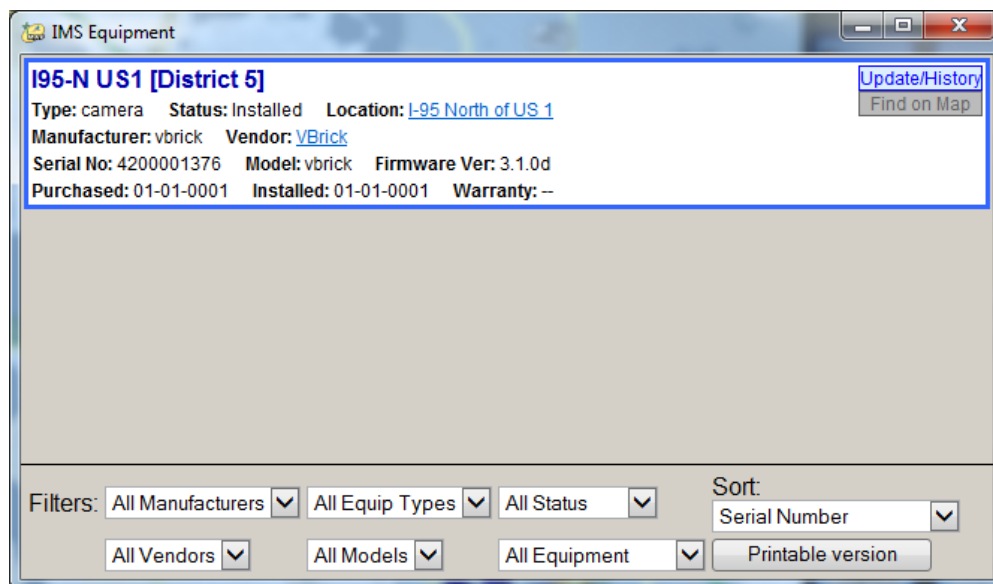 IMS Equipment
I95-N US1 [District 5]
Update/History
Type: camera Status: Installed Location: I-95 North of US 1
Find on Map
Manufacturer: vbrick Vendor: VBrick
Serial No: 4200001376 Model: vbrick Firmware Ver: 3.1.0d
Purchased: 01-01-0001 Installed: 01-01-0001 Warranty: --
Filters: All Manufacturers All Equip Types All Status
Sort:
Serial Number
All Vendors All Models All Equipment
Printable version